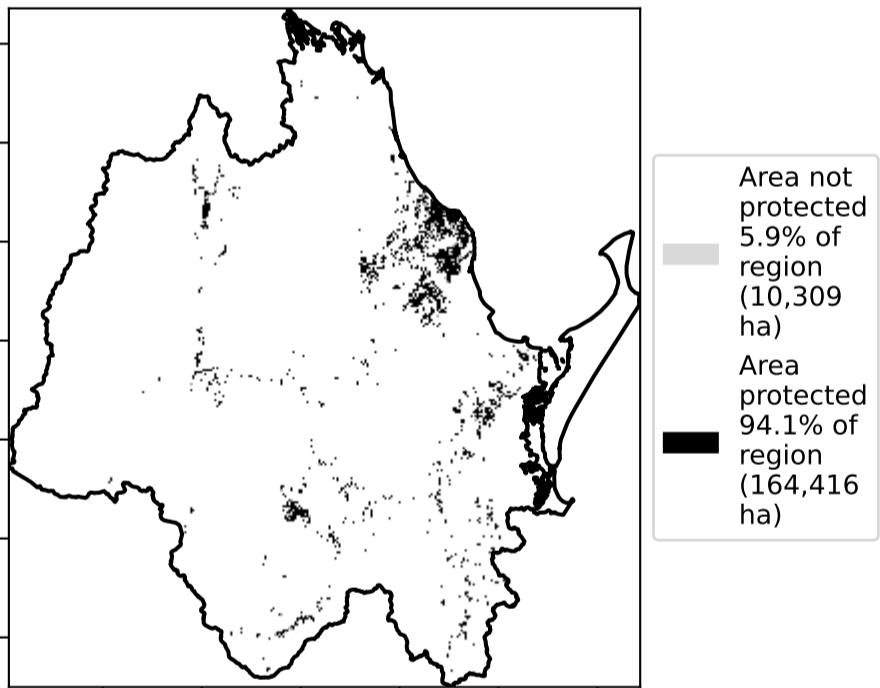 Area not
protected
5.9% of
region
(10,309
ha)
Area
protected
94.1% of
region
(164,416
ha)